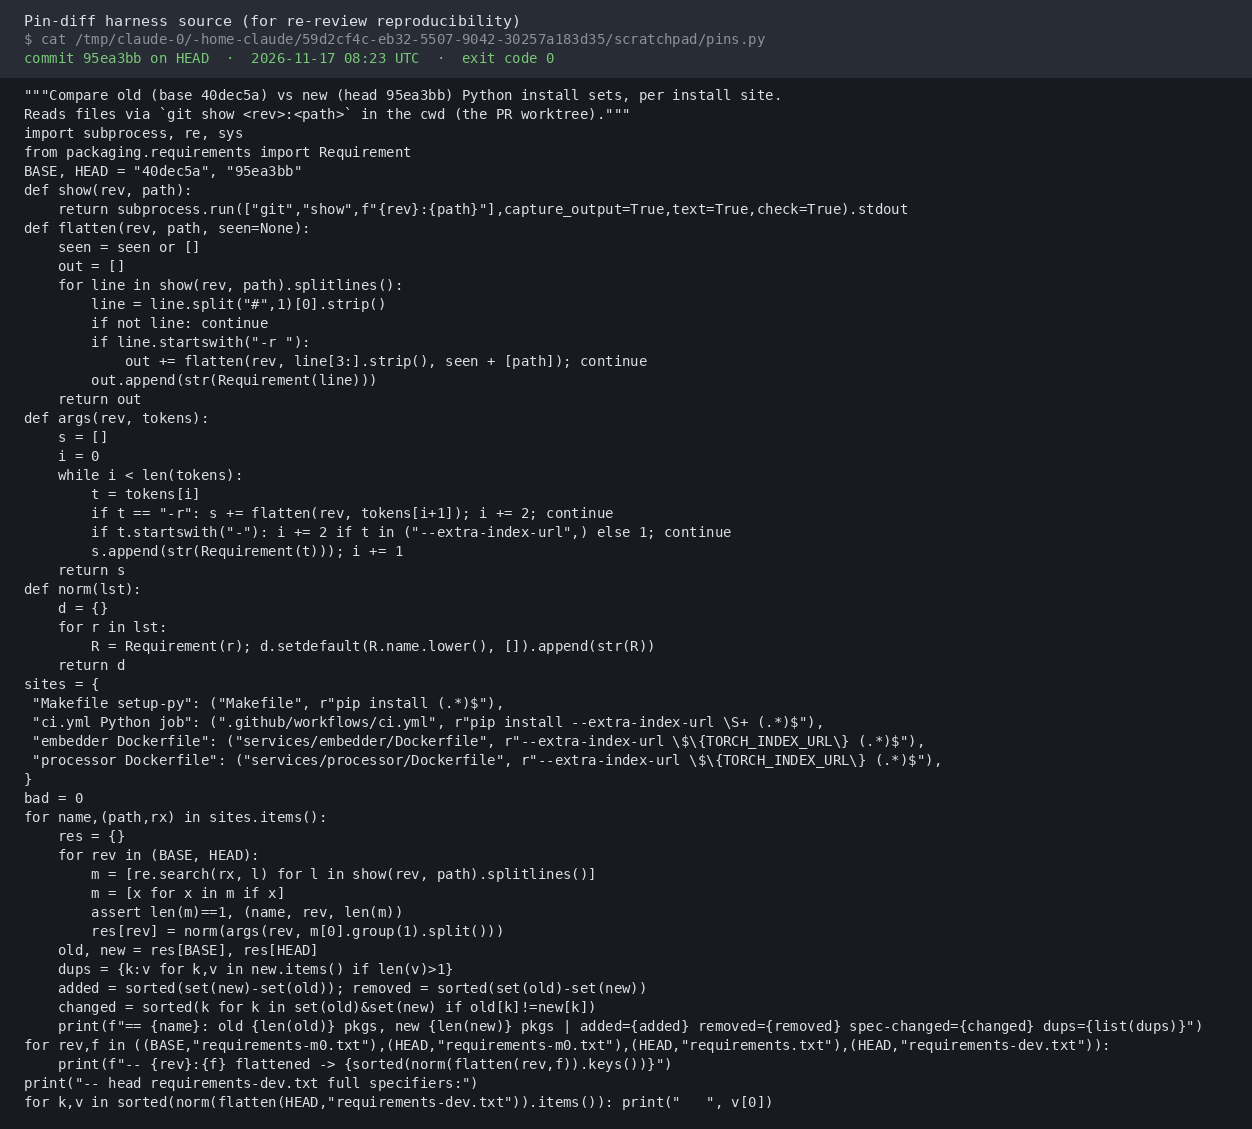 Pin-diff harness source (for re-review reproducibility)
$ cat /tmp/claude-0/-home-claude/59d2cf4c-eb32-5507-9042-30257a183d35/scratchpad/pins.py
commit 95ea3bb on HEAD  ·  2026-11-17 08:23 UTC  ·  exit code 0
"""Compare old (base 40dec5a) vs new (head 95ea3bb) Python install sets, per install site.
Reads files via `git show <rev>:<path>` in the cwd (the PR worktree)."""
import subprocess, re, sys
from packaging.requirements import Requirement
BASE, HEAD = "40dec5a", "95ea3bb"
def show(rev, path):
    return subprocess.run(["git","show",f"{rev}:{path}"],capture_output=True,text=True,check=True).stdout
def flatten(rev, path, seen=None):
    seen = seen or []
    out = []
    for line in show(rev, path).splitlines():
        line = line.split("#",1)[0].strip()
        if not line: continue
        if line.startswith("-r "):
            out += flatten(rev, line[3:].strip(), seen + [path]); continue
        out.append(str(Requirement(line)))
    return out
def args(rev, tokens):
    s = []
    i = 0
    while i < len(tokens):
        t = tokens[i]
        if t == "-r": s += flatten(rev, tokens[i+1]); i += 2; continue
        if t.startswith("-"): i += 2 if t in ("--extra-index-url",) else 1; continue
        s.append(str(Requirement(t))); i += 1
    return s
def norm(lst):
    d = {}
    for r in lst:
        R = Requirement(r); d.setdefault(R.name.lower(), []).append(str(R))
    return d
sites = {
 "Makefile setup-py": ("Makefile", r"pip install (.*)$"),
 "ci.yml Python job": (".github/workflows/ci.yml", r"pip install --extra-index-url \S+ (.*)$"),
 "embedder Dockerfile": ("services/embedder/Dockerfile", r"--extra-index-url \$\{TORCH_INDEX_URL\} (.*)$"),
 "processor Dockerfile": ("services/processor/Dockerfile", r"--extra-index-url \$\{TORCH_INDEX_URL\} (.*)$"),
}
bad = 0
for name,(path,rx) in sites.items():
    res = {}
    for rev in (BASE, HEAD):
        m = [re.search(rx, l) for l in show(rev, path).splitlines()]
        m = [x for x in m if x]
        assert len(m)==1, (name, rev, len(m))
        res[rev] = norm(args(rev, m[0].group(1).split()))
    old, new = res[BASE], res[HEAD]
    dups = {k:v for k,v in new.items() if len(v)>1}
    added = sorted(set(new)-set(old)); removed = sorted(set(old)-set(new))
    changed = sorted(k for k in set(old)&set(new) if old[k]!=new[k])
    print(f"== {name}: old {len(old)} pkgs, new {len(new)} pkgs | added={added} removed={removed} spec-changed={changed} dups={list(dups)}")
for rev,f in ((BASE,"requirements-m0.txt"),(HEAD,"requirements-m0.txt"),(HEAD,"requirements.txt"),(HEAD,"requirements-dev.txt")):
    print(f"-- {rev}:{f} flattened -> {sorted(norm(flatten(rev,f)).keys())}")
print("-- head requirements-dev.txt full specifiers:")
for k,v in sorted(norm(flatten(HEAD,"requirements-dev.txt")).items()): print("   ", v[0])